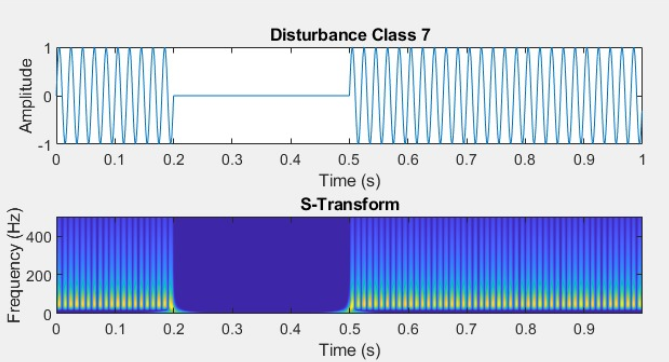 Disturbance Class 7
Amplitude
1
0
-1
0 0.1 0.2 0.3 0.4 0.5 0.6 0.7 0.8 0.9 1
Time (s)
S-Transform
Frequency (Hz)
400
200
0
0 0.1 0.2 0.3 0.4 0.5 0.6 0.7 0.8 0.9
Time (s)